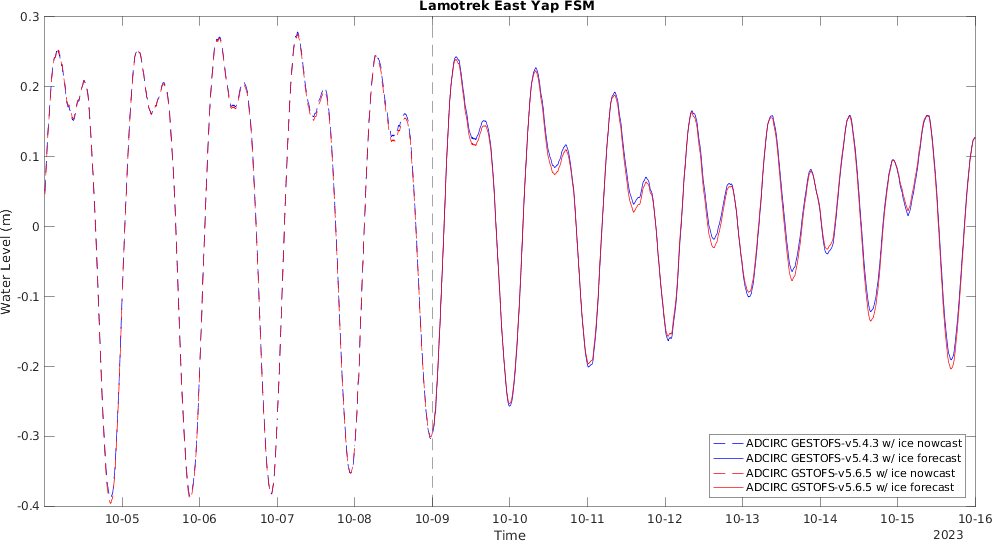 Lamotrek East Yap FSM
0.3
0.2
0.1
0
-0.1
-0.2
-0.3
-0.4
Water Level (m)
ADCIRC GESTOFS-v5.4.3 w/ ice nowcast
ADCIRC GESTOFS-v5.4.3 w/ ice forecast
ADCIRC GSTOFS-v5.6.5 w/ ice nowcast
ADCIRC GSTOFS-v5.6.5 w/ ice forecast
10-05 10-06 10-07 10-08 10-09 10-10 10-11 10-12 10-13 10-14 10-15 10-16
Time
2023